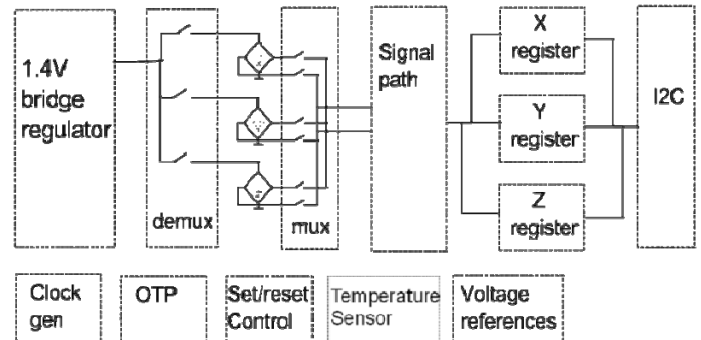 1.4V
bridge
regulator
demux
mux
Signal
path
X
register
Y
register
Z
register
I2C
Clock
gen
OTP
Set/reset
Control
Temperature
Sensor
Voltage
references